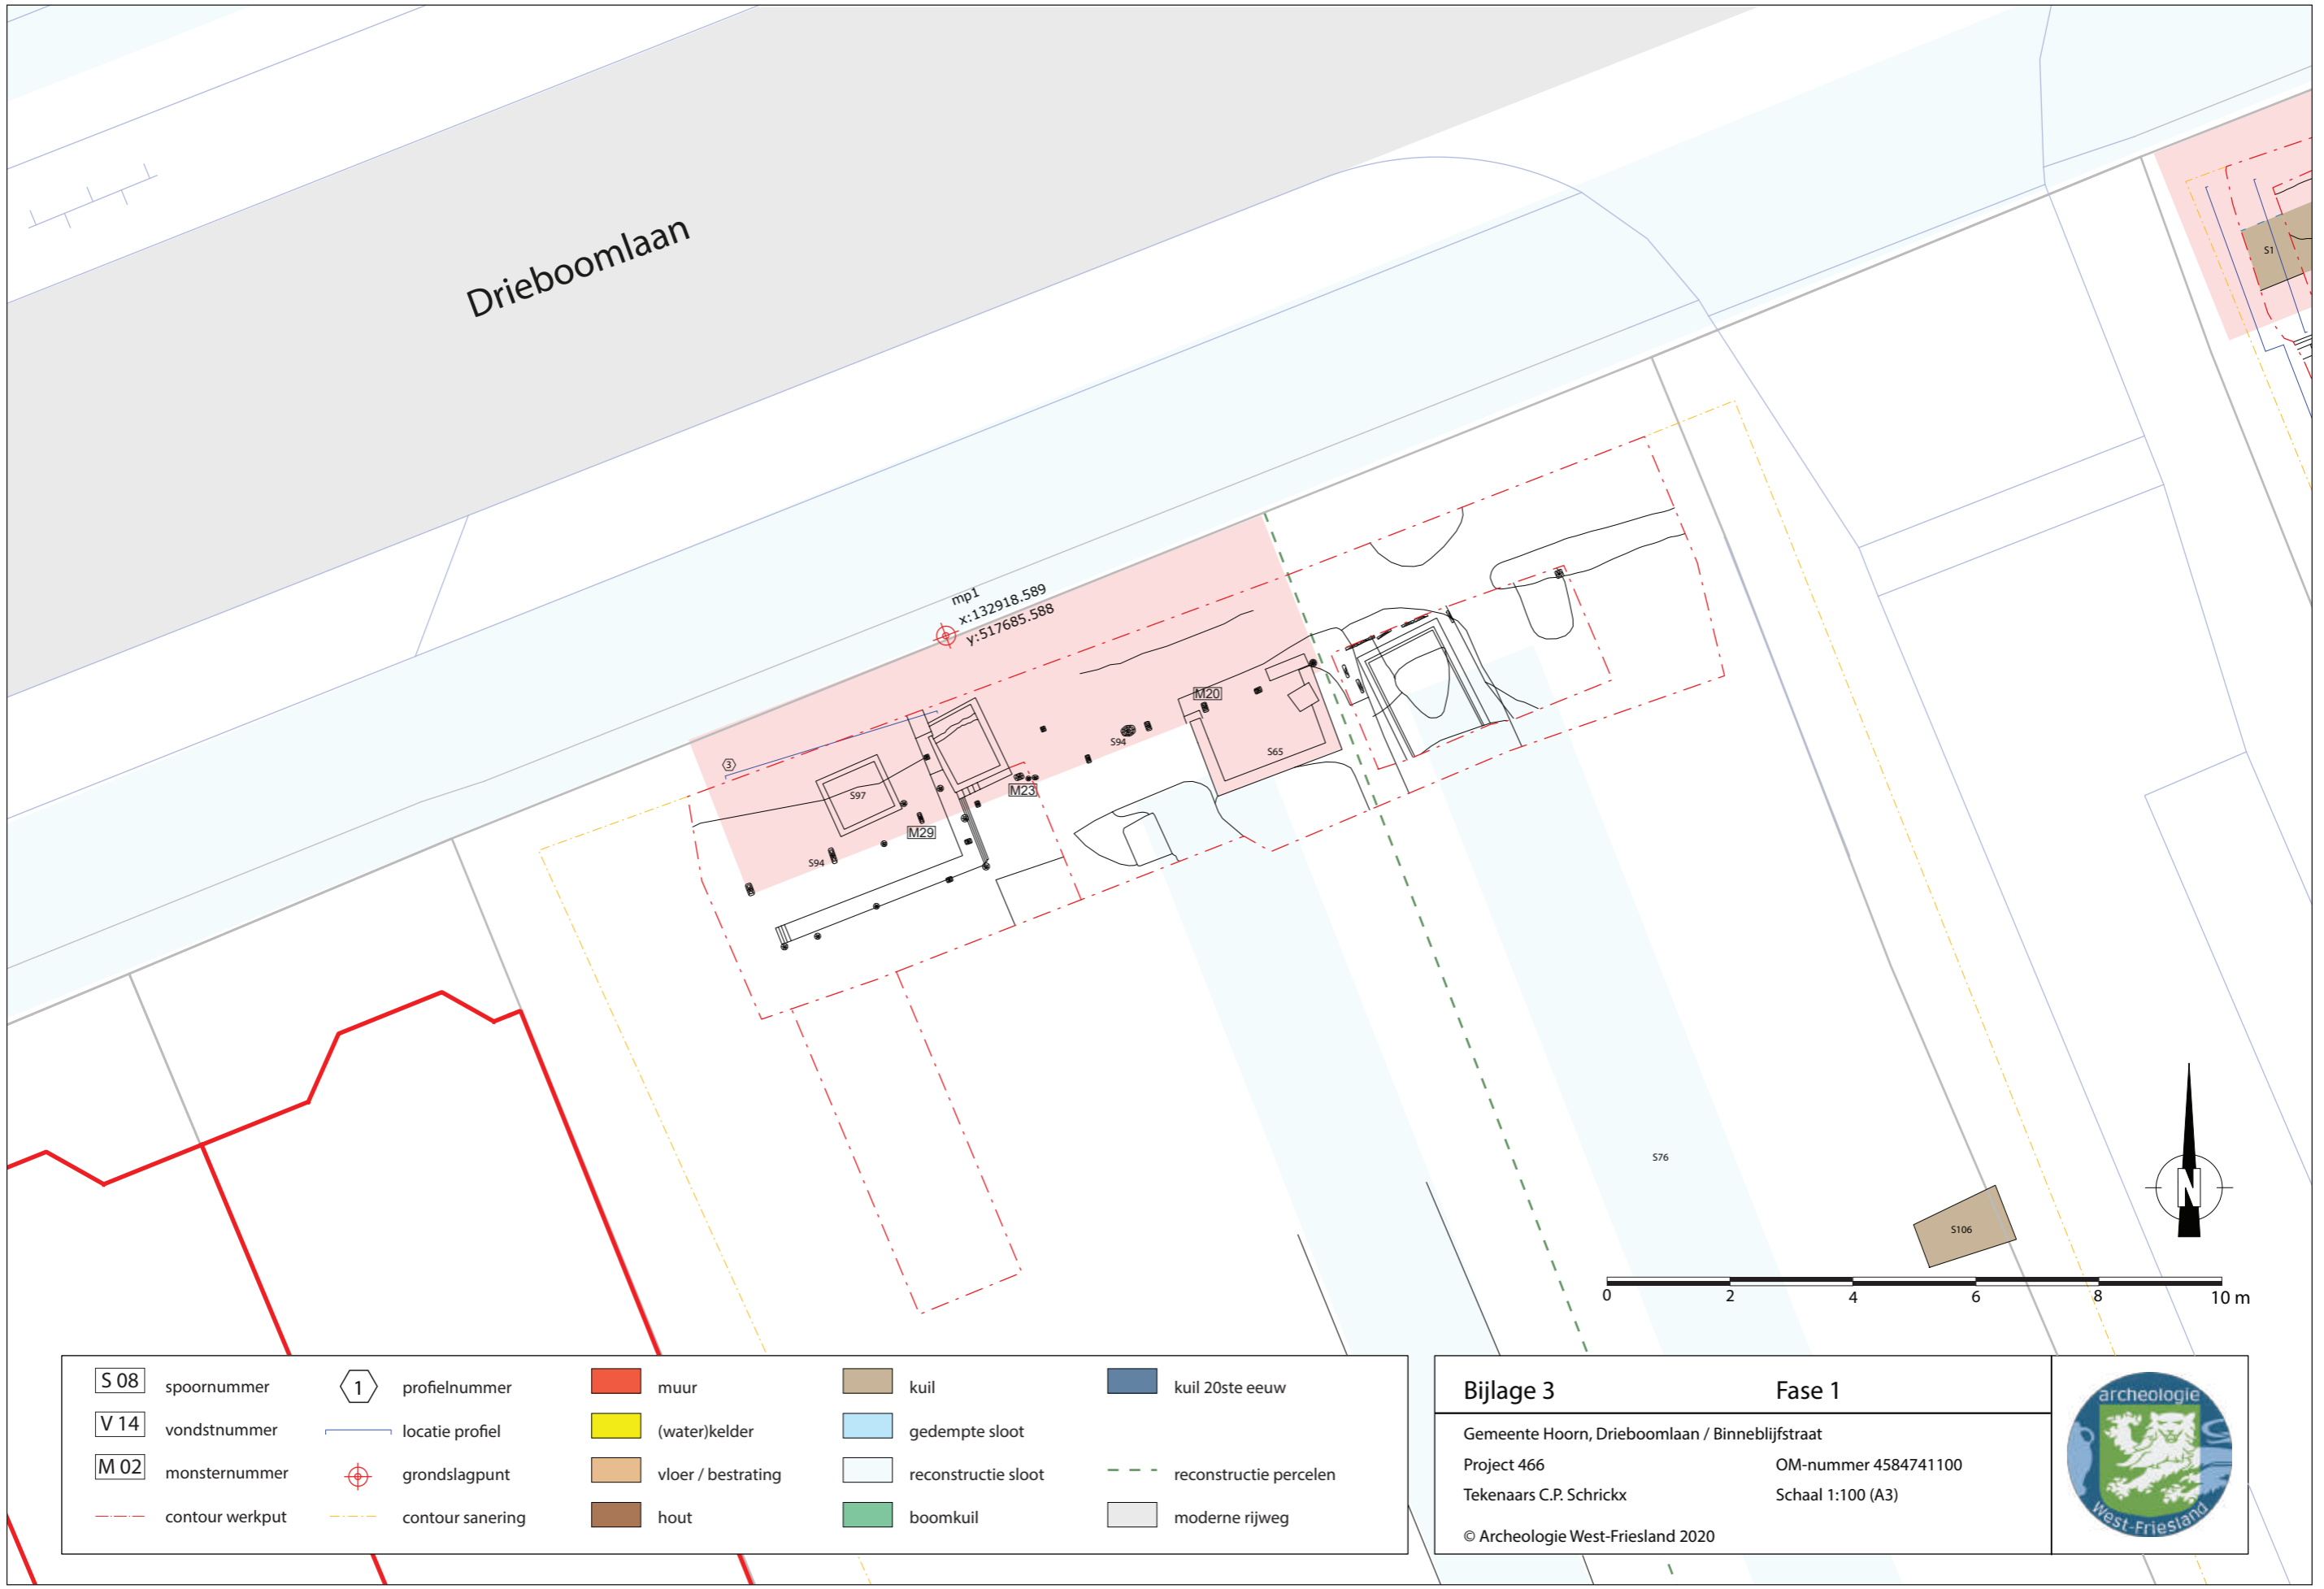 Drieboomlaan
mp1
x:132918.589
y:517685.588
S1
3
S97
M29
S94
M23
S94
M20
S65
S76
S106
N
0 2 4 6 8 10 m
S 08 spoornummer
V 14 vondstnummer
M 02 monsternummer
contour werkput
1 profielnummer
locatie profiel
grondslagpunt
contour sanering
muur
(water)kelder
vloer / bestrating
hout
kuil
gedempte sloot
reconstructie sloot
boomkuil
kuil 20ste eeuw
reconstructie percelen
moderne rijweg
Bijlage 3 Fase 1
Gemeente Hoorn, Drieboomlaan / Binneblijfstraat
Project 466 OM-nummer 4584741100
Tekenaars C.P. Schrickx Schaal 1:100 (A3)
© Archeologie West-Friesland 2020
archeologie
West-Friesland